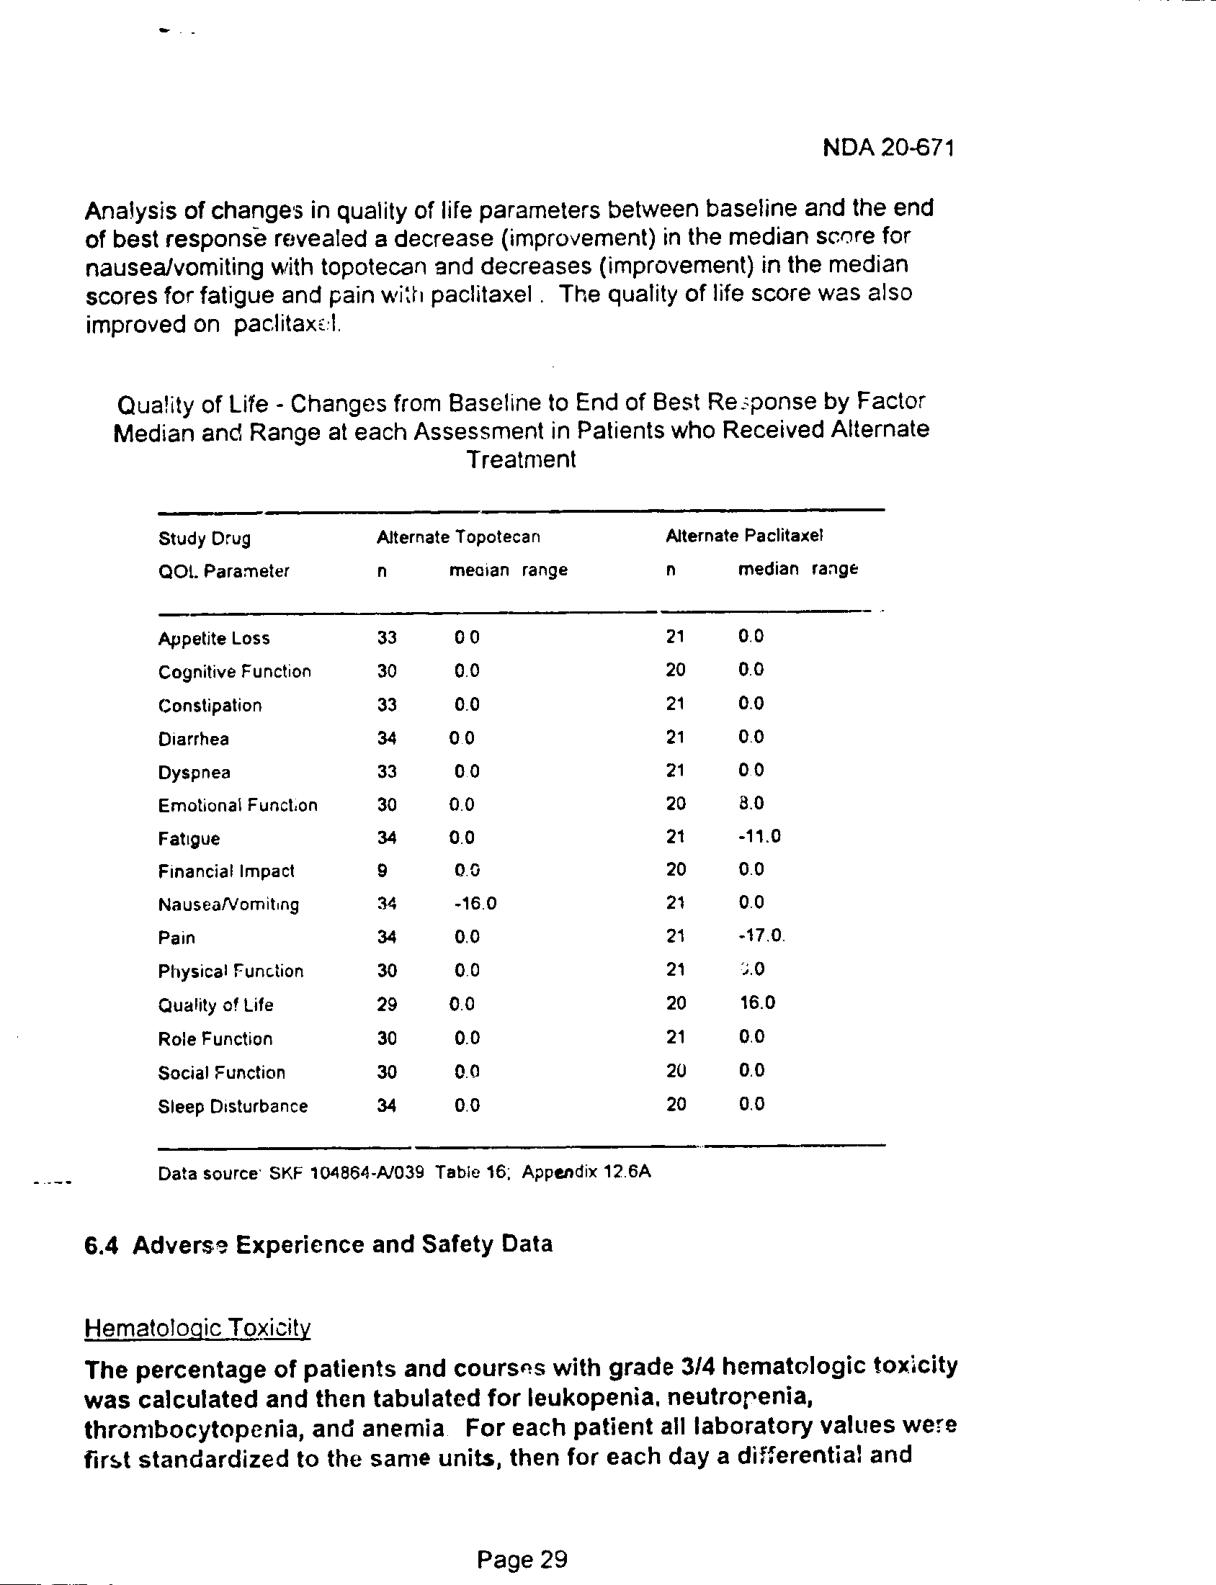 NDA 20-671
Analysis of changes in quality of life parameters between baseline and the end
of best response revealed a decrease (improvement) in the median score for
nausea/vomiting with topotecan and decreases (improvement) in the median
scores for fatigue and pain with paclitaxel . The quality of life score was also
improved on paclitaxel.
Quality of Life - Changes from Baseline to End of Best Response by Factor
Median and Range at each Assessment in Patients who Received Alternate
Treatment
Study Drug Alternate Topotecan Alternate Paclitaxel
QOL Parameter n median range n median range
Appetite Loss 33 0.0 21 0.0
Cognitive Function 30 0.0 20 0.0
Constipation 33 0.0 21 0.0
Diarrhea 34 0.0 21 0.0
Dyspnea 33 0.0 21 0.0
Emotional Function 30 0.0 20 8.0
Fatigue 34 0.0 21 -11.0
Financial Impact 9 0.0 20 0.0
Nausea/Vomiting 34 -16.0 21 0.0
Pain 34 0.0 21 -17.0
Physical Function 30 0.0 21
Quality of Life 29 0.0 20 16.0
Role Function 30 0.0 21 0.0
Social Function 30 0.0 20 0.0
Sleep Disturbance 34 0.0 20 0.0
Data source: SKF 104864-A/039 Table 16; Appendix 12.6A
6.4 Adverse Experience and Safety Data
Hematologic Toxicity
The percentage of patients and courses with grade 3/4 hematologic toxicity
was calculated and then tabulated for leukopenia, neutropenia,
thrombocytopenia, and anemia For each patient all laboratory values were
first standardized to the same units, then for each day a differential and
Page 29